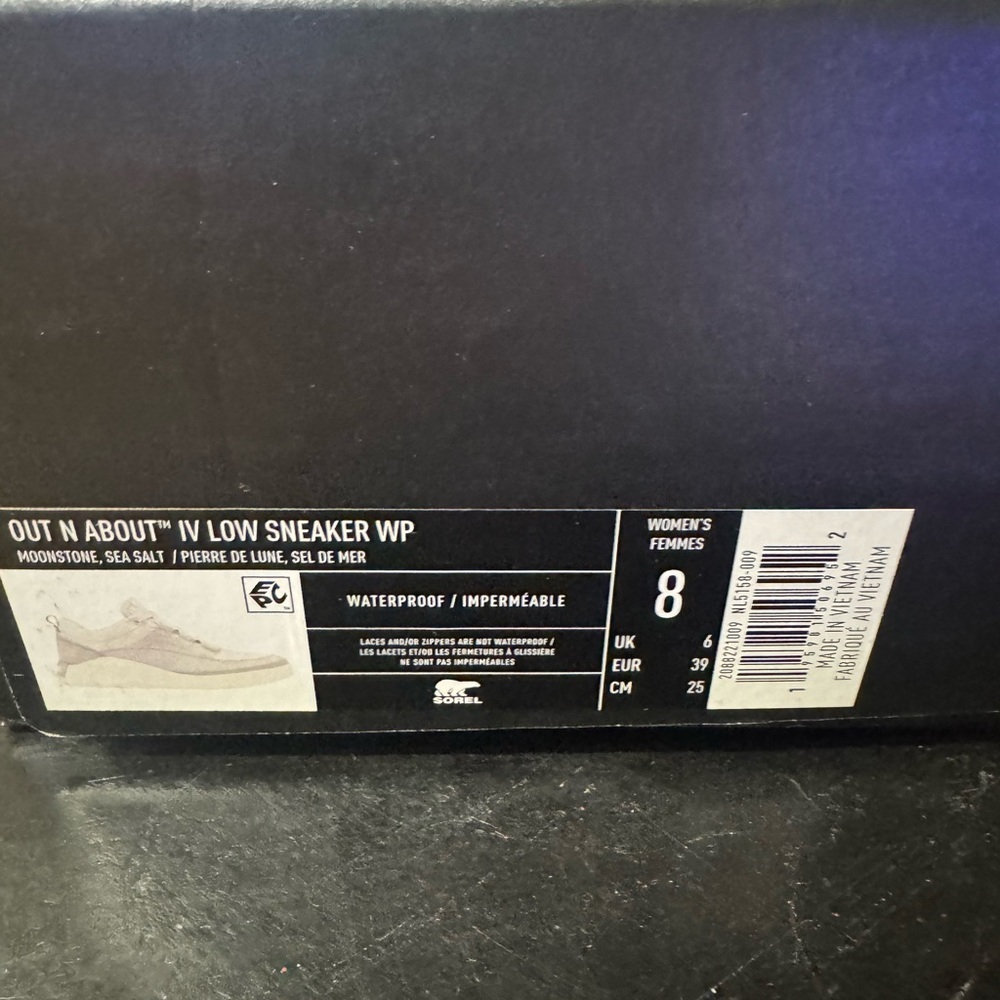 OUT N ABOUT™ IV LOW SNEAKER WP
MOONSTONE, SEA SALT / PIERRE DE LUNE, SEL DE MER
EPC™
WATERPROOF / IMPERMÉABLE
LACES AND/OR ZIPPERS ARE NOT WATERPROOF /
LES LACETS ET/OU LES FERMETURES À GLISSIÈRE
NE SONT PAS IMPERMÉABLES
SOREL
WOMEN'S
FEMMES
8
UK 6
EUR 39
CM 25
2088221009 NL5158-009
MADE IN VIETNAM
FABRIQUÉ AU VIETNAM